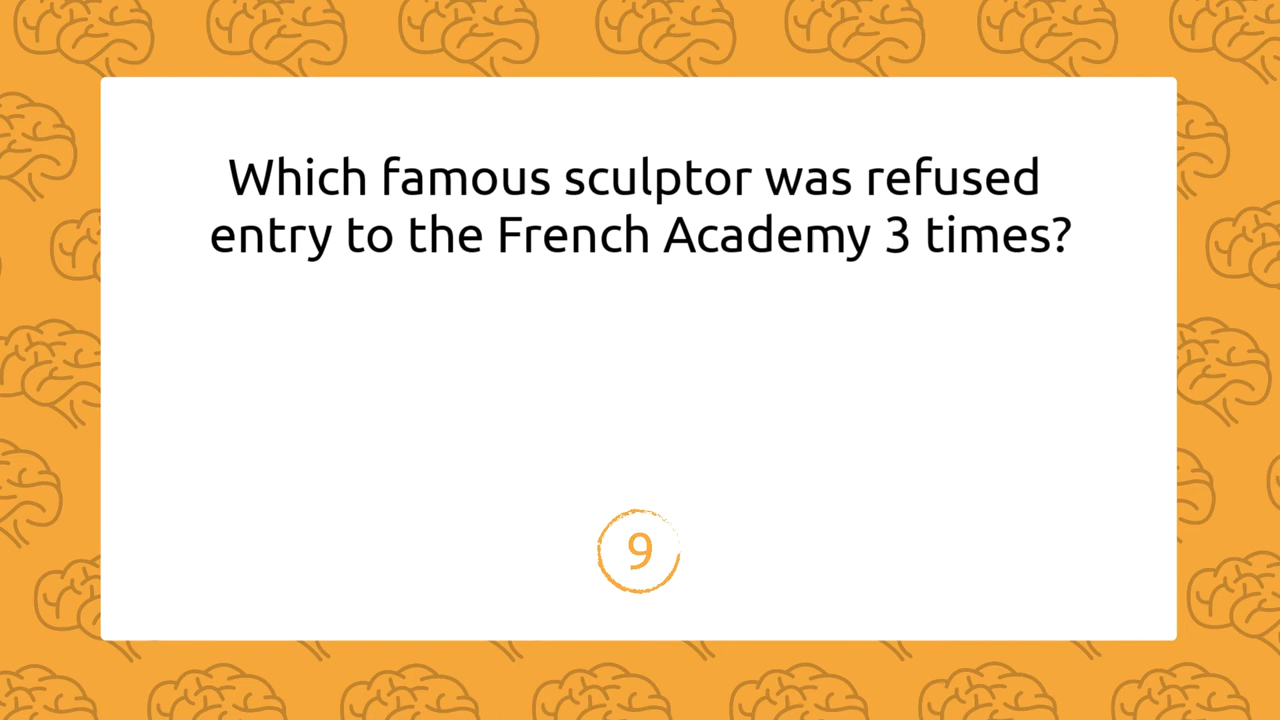 Which famous sculptor was refused
entry to the French Academy 3 times?
9